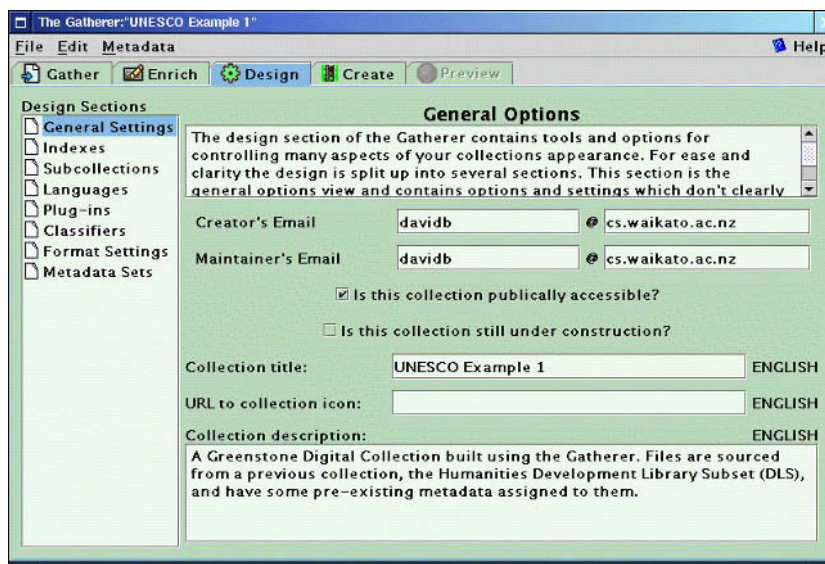 The Gatherer:"UNESCO Example 1"
File Edit Metadata Help
Gather Enrich Design Create Preview
Design Sections
General Settings
Indexes
Subcollections
Languages
Plug-ins
Classifiers
Format Settings
Metadata Sets
General Options
The design section of the Gatherer contains tools and options for
controlling many aspects of your collections appearance. For ease and
clarity the design is split up into several sections. This section is the
general options view and contains options and settings which don't clearly
Creator's Email davidb @ cs.waikato.ac.nz
Maintainer's Email davidb @ cs.waikato.ac.nz
Is this collection publically accessible?
Is this collection still under construction?
Collection title: UNESCO Example 1 ENGLISH
URL to collection icon: ENGLISH
Collection description: ENGLISH
A Greenstone Digital Collection built using the Gatherer. Files are sourced
from a previous collection, the Humanities Development Library Subset (DLS),
and have some pre-existing metadata assigned to them.